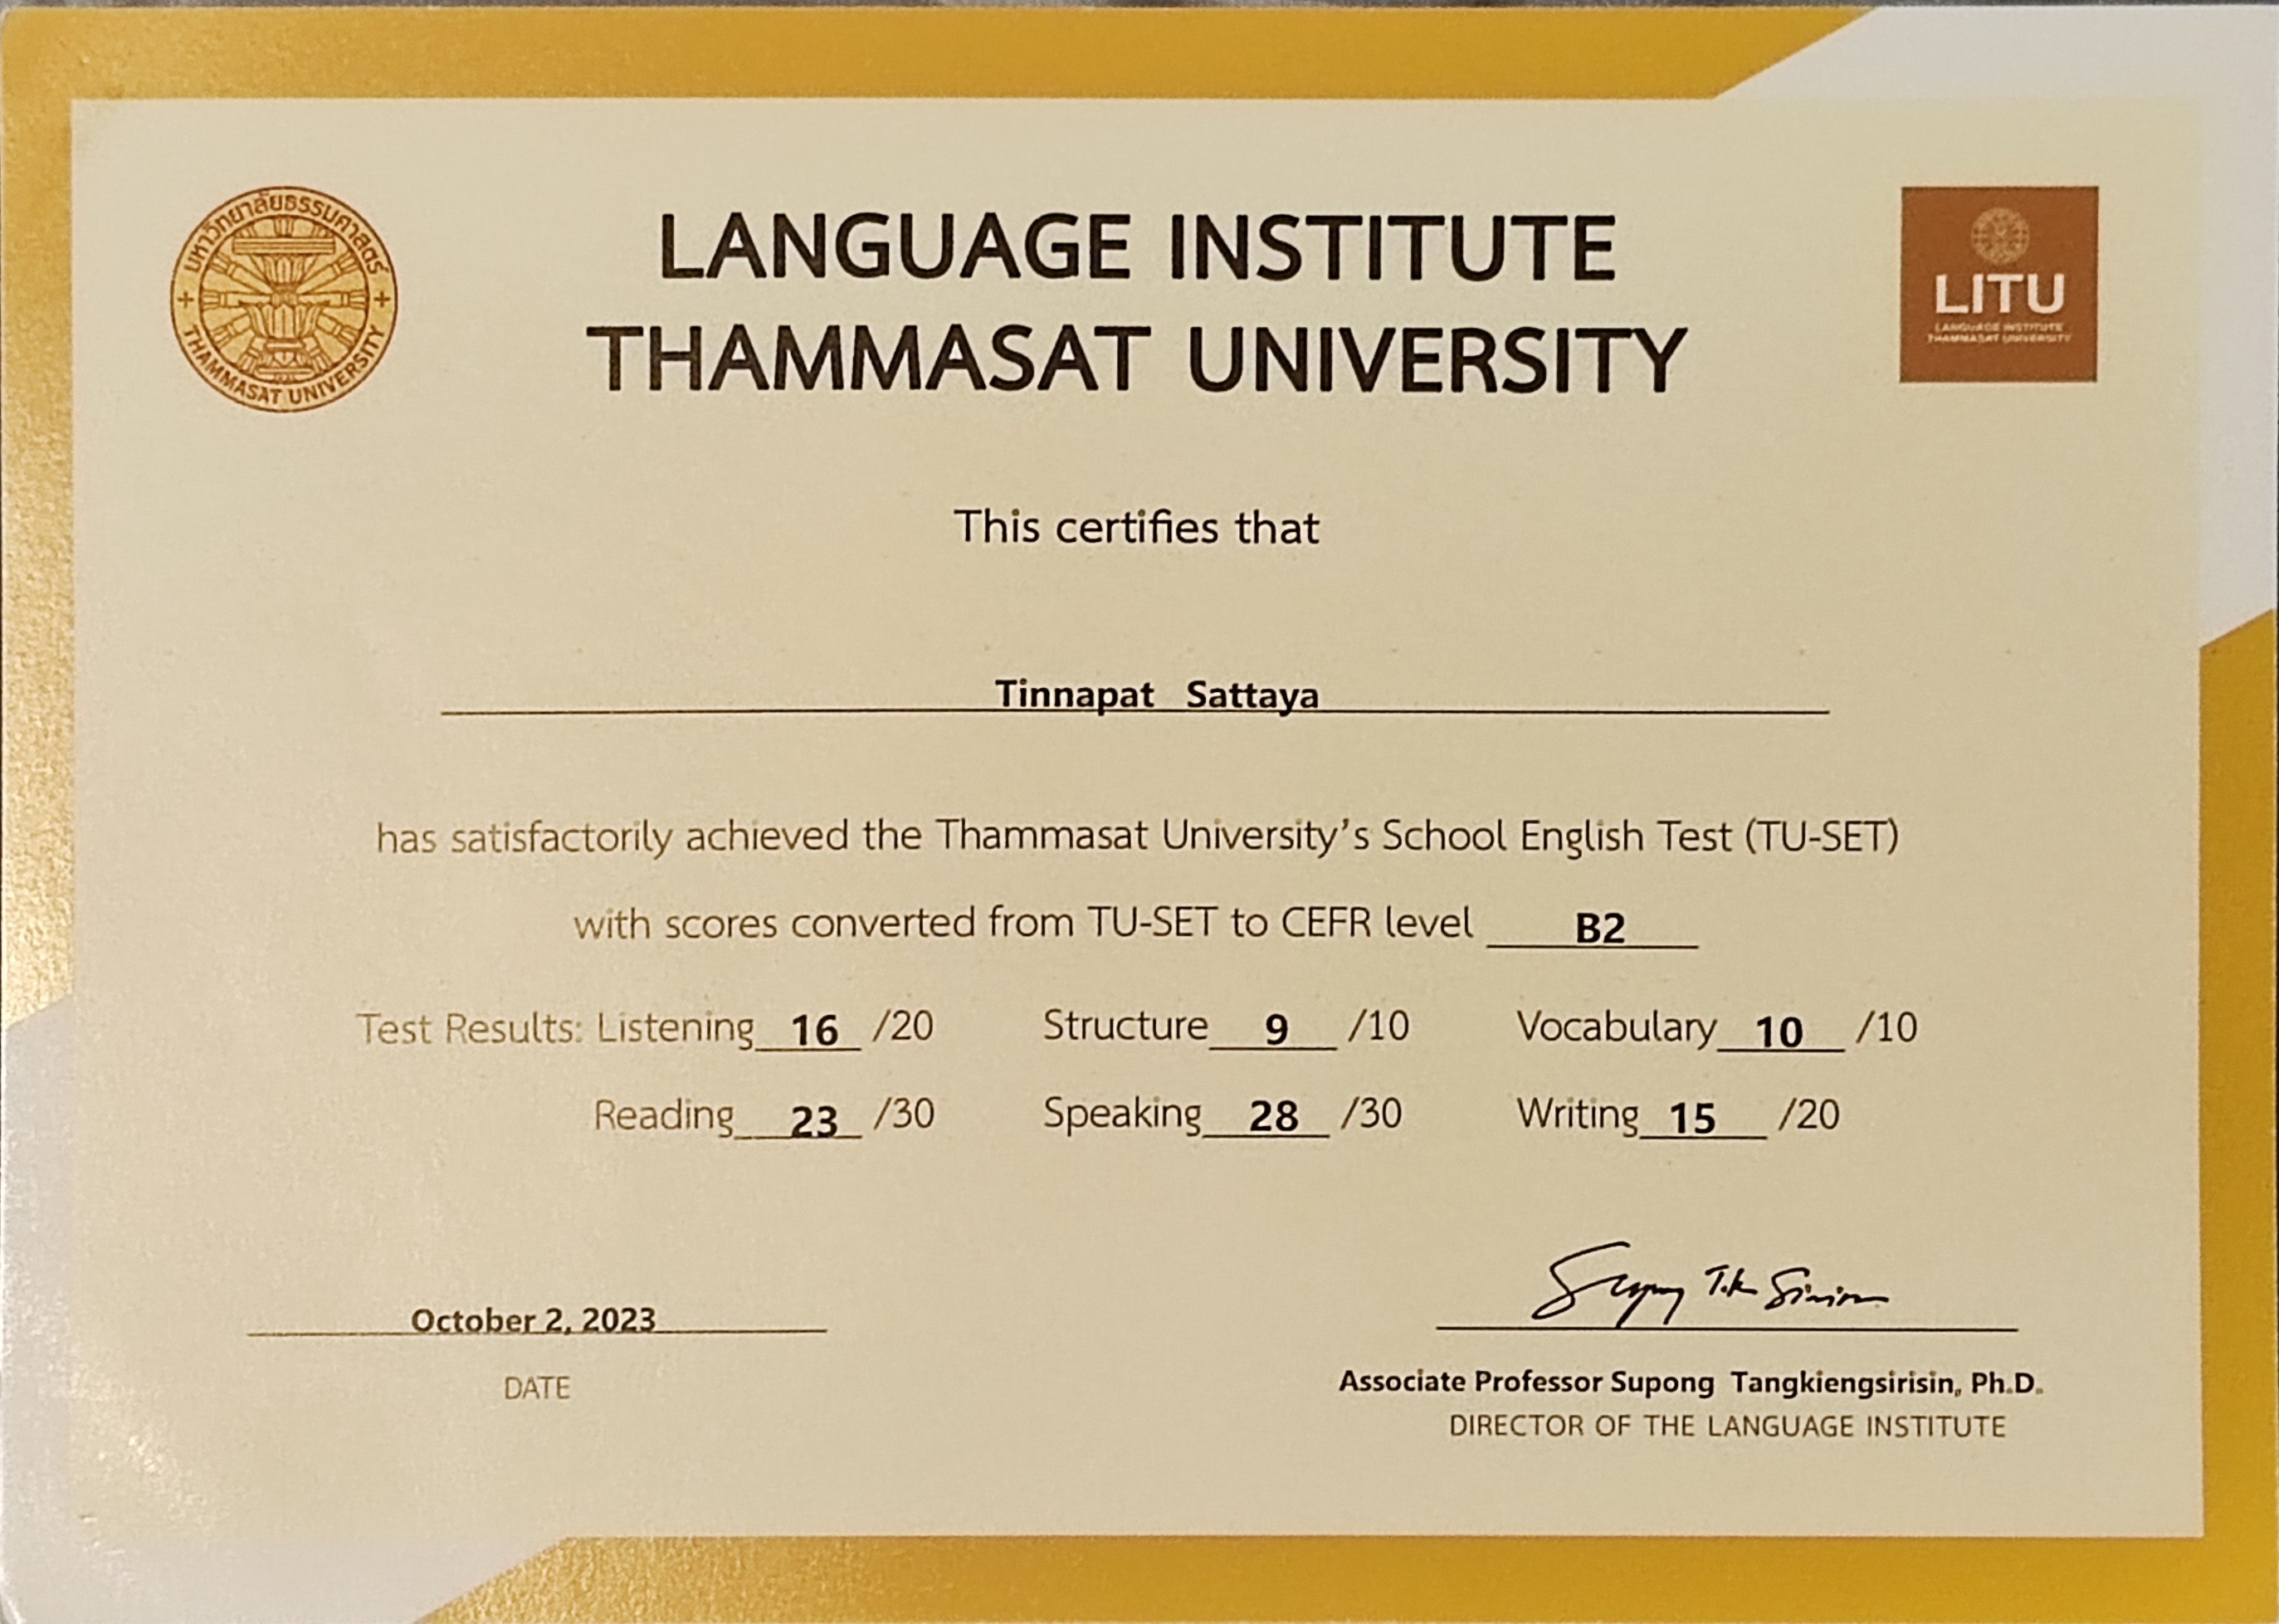 มหาวิทยาลัยธรรมศาสตร์
THAMMASAT UNIVERSITY
LANGUAGE INSTITUTE
THAMMASAT UNIVERSITY
LITU
LANGUAGE INSTITUTE
THAMMASAT UNIVERSITY
This certifies that
Tinnapat Sattaya
has satisfactorily achieved the Thammasat University’s School English Test (TU-SET)
with scores converted from TU-SET to CEFR level B2
Test Results: Listening 16 /20 Structure 9 /10 Vocabulary 10 /10
Reading 23 /30 Speaking 28 /30 Writing 15 /20
October 2, 2023
DATE
Associate Professor Supong Tangkiengsirisin, Ph.D.
DIRECTOR OF THE LANGUAGE INSTITUTE